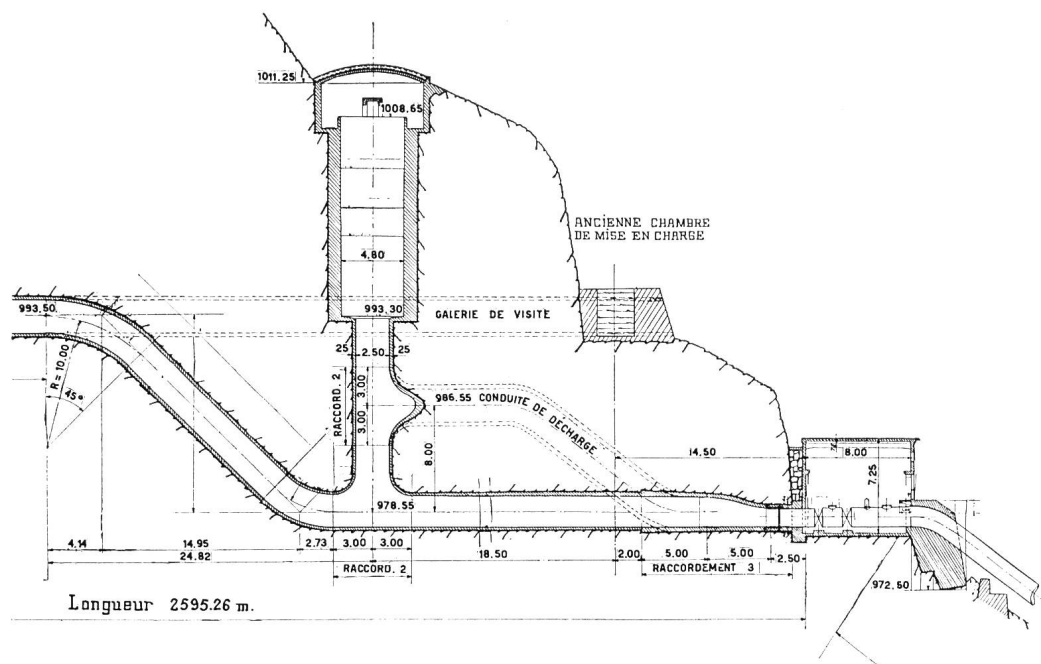 1011.25
1008.65
ANCIENNE CHAMBRE
DE MISE EN CHARGE
4.80
993.50
993.30
GALERIE DE VISITE
R = 10.00
45°
25 2.50 25
RACCORD. 2
3.00
3.00
986.55 CONDUITE DE DÉCHARGE
8.00
14.50
8.00
7.25
978.55
4.14
14.95
2.73
3.00
3.00
24.82
18.50
2.00
5.00
5.00
2.50
RACCORD. 2
RACCORDEMENT 3
972.50
Longueur 2595.26 m.